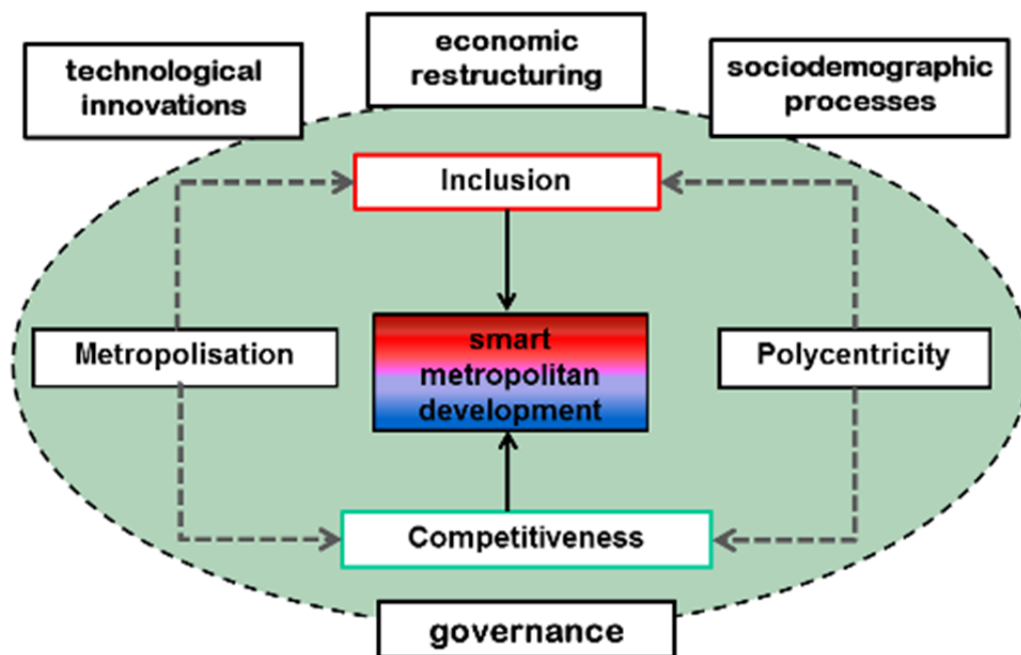 technological
innovations
economic
restructuring
sociodemographic
processes
Inclusion
Metropolisation
smart
metropolitan
development
Polycentricity
Competitiveness
governance